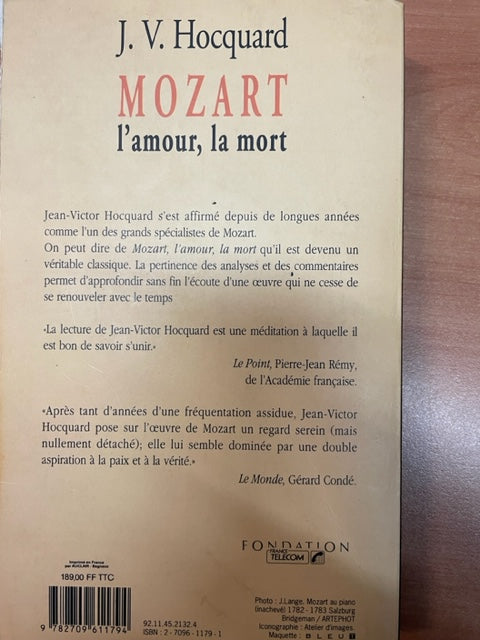 J. V. Hocquard
MOZART
l'amour, la mort
Jean-Victor Hocquard s'est affirmé depuis de longues années
comme l'un des grands spécialistes de Mozart.
On peut dire de Mozart, l'amour, la mort qu'il est devenu un
véritable classique. La pertinence des analyses et des commentaires
permet d'approfondir sans fin l'écoute d'une œuvre qui ne cesse de
se renouveler avec le temps
«La lecture de Jean-Victor Hocquard est une méditation à laquelle il
est bon de savoir s'unir.»
Le Point, Pierre-Jean Rémy,
de l'Académie française.
«Après tant d'années d'une fréquentation assidue, Jean-Victor
Hocquard pose sur l'œuvre de Mozart un regard serein (mais
nullement détaché); elle lui semble dominée par une double
aspiration à la paix et à la vérité.»
Le Monde, Gérard Condé.
FONDATION
FRANCE
TELECOM
Imprimé en France
par AUCLAIR - Bagneux
189,00 FF TTC
9 782709 611794
92.11.45.2132.4
ISBN : 2 - 7096 - 1179 - 1
Photo : J.Lange. Mozart au piano
(inachevé) 1782 - 1783 Salzburg
Bridgeman / ARTEPHOT
Iconographie : Atelier d'images.
Maquette : BLEUT